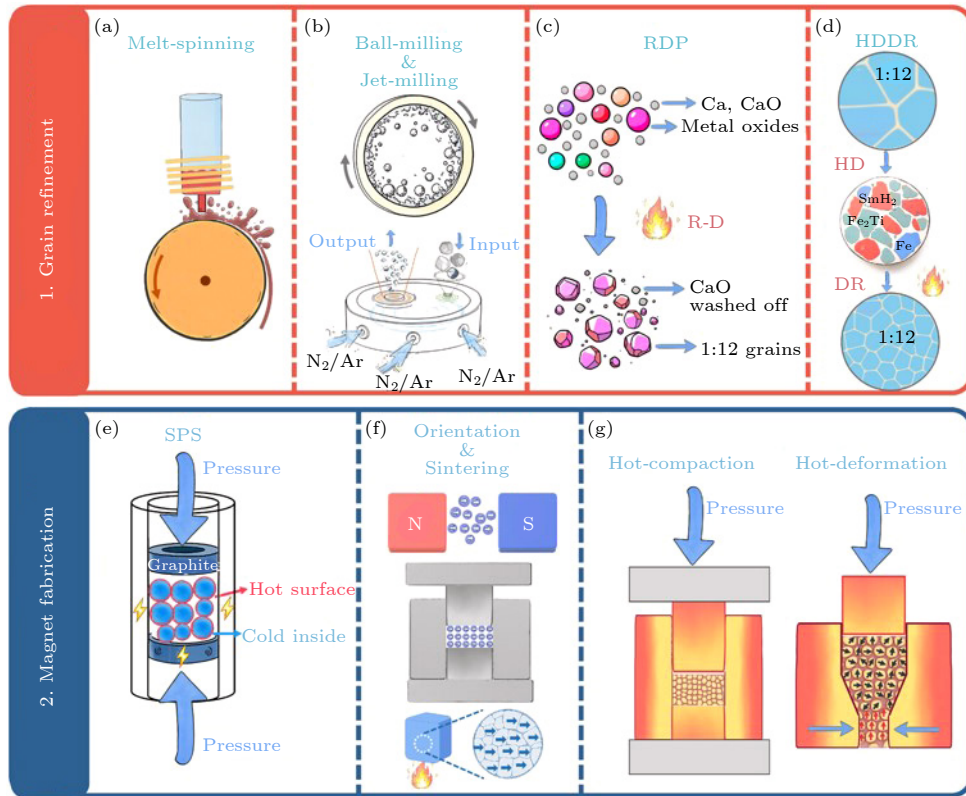 1. Grain refinement
(a)
Melt-spinning
(b)
Ball-milling
&
Jet-milling
Output
Input
N₂/Ar
N₂/Ar
N₂/Ar
(c)
RDP
Ca, CaO
Metal oxides
R-D
CaO
washed off
1:12 grains
(d)
HDDR
1:12
HD
SmH₂
Fe₂Ti
Fe
DR
1:12
2. Magnet fabrication
(e)
SPS
Pressure
Graphite
Hot surface
Cold inside
Pressure
(f)
Orientation
&
Sintering
N
S
(g)
Hot-compaction
Pressure
Hot-deformation
Pressure